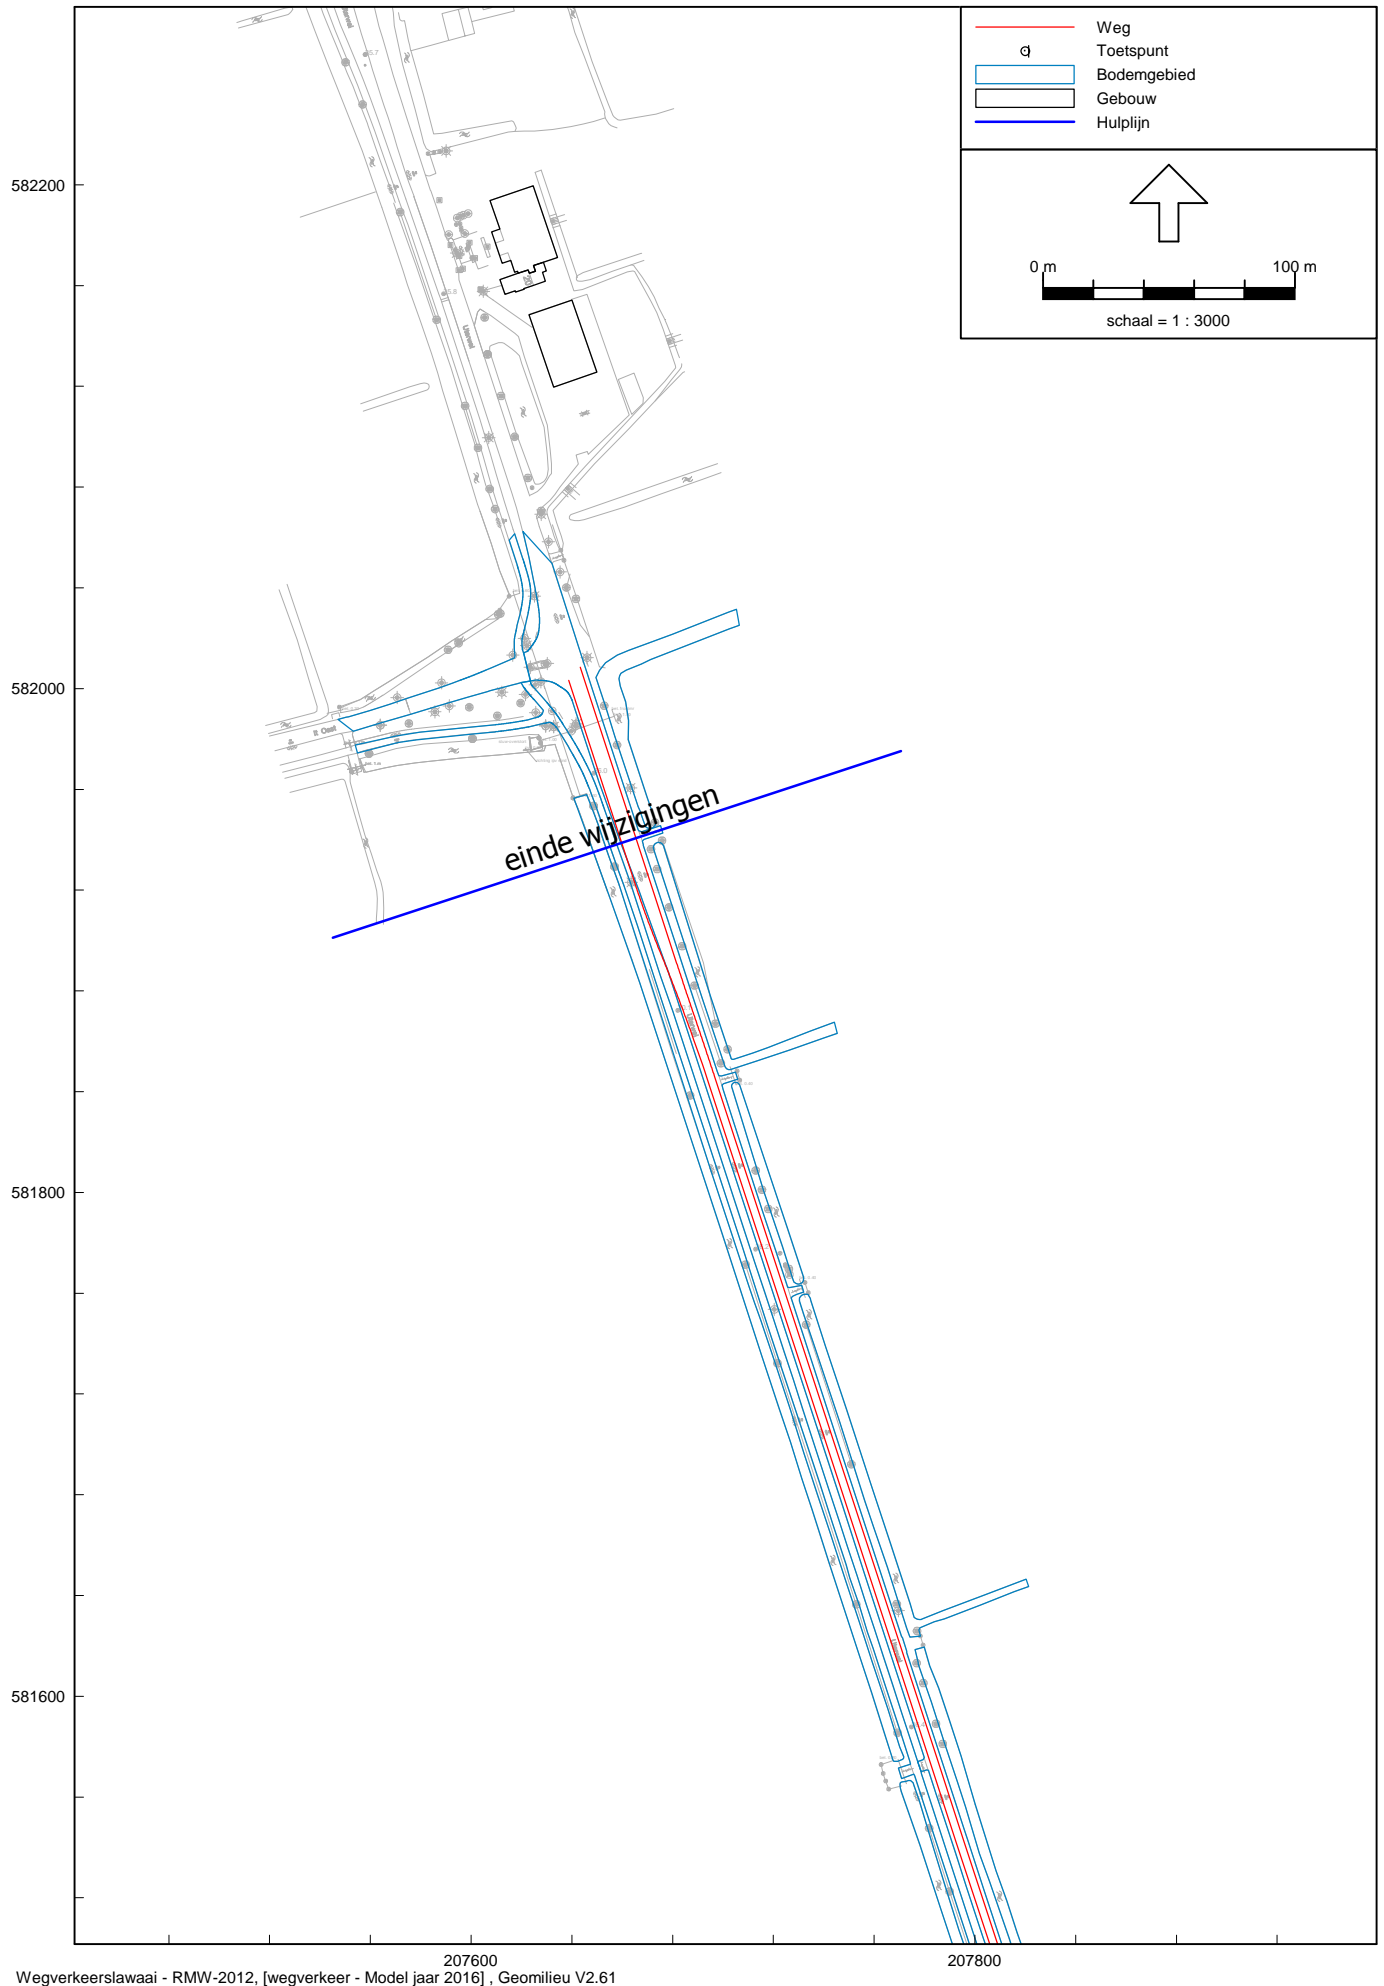 Weg
Toetspunt
Bodemgebied
Gebouw
Hulplijn
0 m
100 m
schaal = 1 : 3000
582200
582000
581800
581600
207600
207800
einde wijzigingen
Wegverkeerslawaai - RMW-2012, [wegverkeer - Model jaar 2016] , Geomilieu V2.61